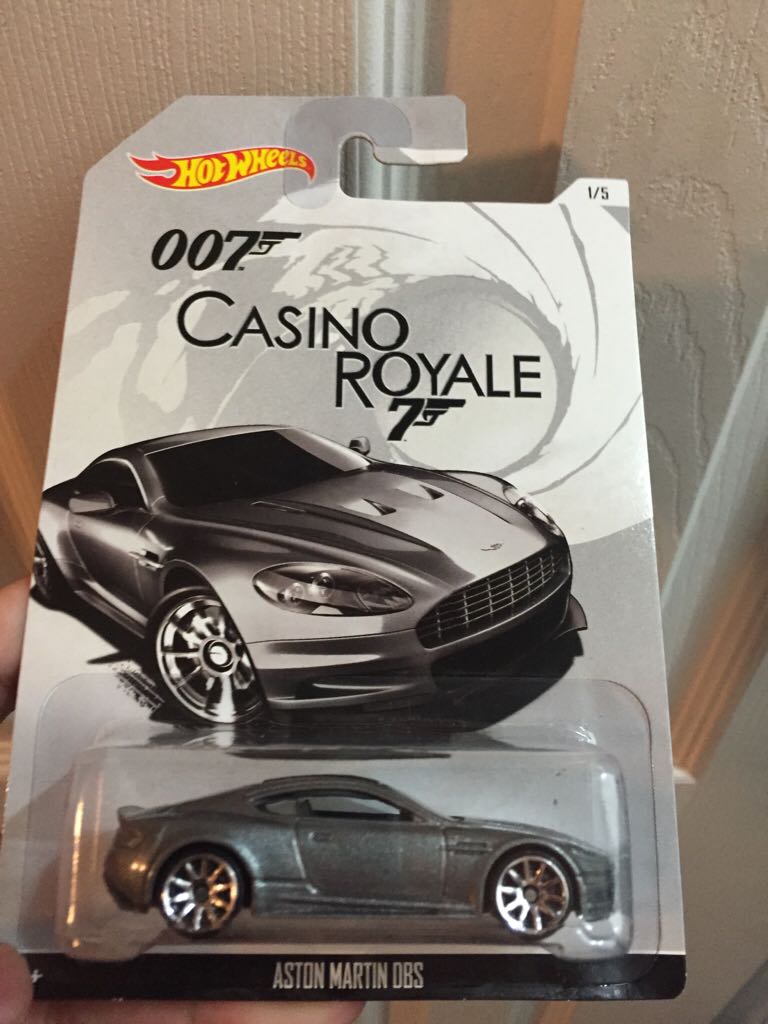 HOT WHEELS
1/5
007
CASINO
ROYALE
7
ASTON MARTIN DBS